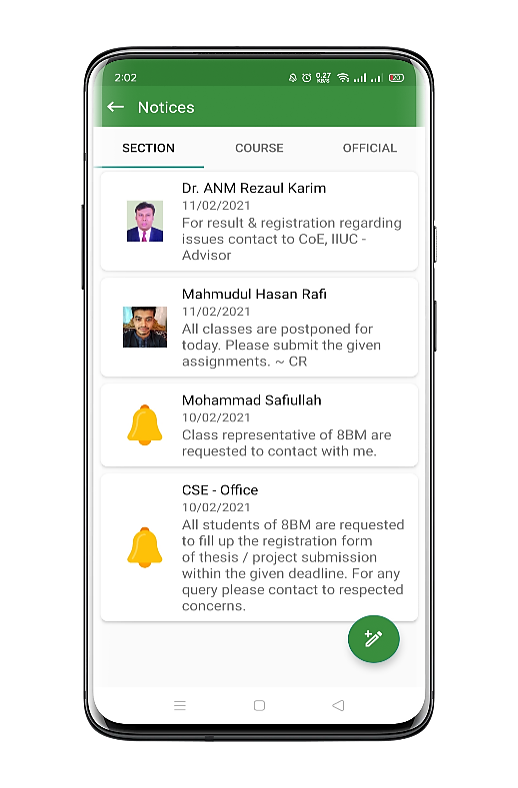 2:02
0.27
KB/S
20
Notices
SECTION
COURSE
OFFICIAL
Dr. ANM Rezaul Karim
11/02/2021
For result & registration regarding
issues contact to CoE, IIUC -
Advisor
Mahmudul Hasan Rafi
11/02/2021
All classes are postponed for
today. Please submit the given
assignments. ~ CR
Mohammad Safiullah
10/02/2021
Class representative of 8BM are
requested to contact with me.
CSE - Office
10/02/2021
All students of 8BM are requested
to fill up the registration form
of thesis / project submission
within the given deadline. For any
query please contact to respected
concerns.